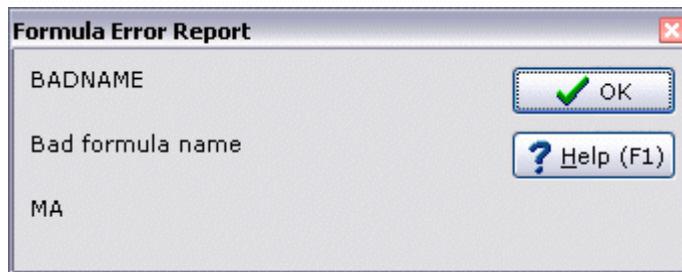 Formula Error Report
BADNAME
OK
Bad formula name
Help (F1)
MA